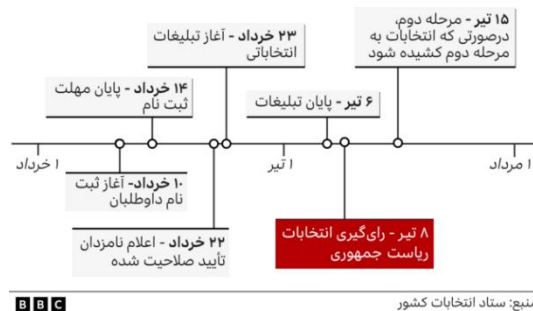 ۱۵ تیر - مرحله دوم،
درصورتی که انتخابات به
مرحله دوم کشیده شود
۲۳ خرداد - آغاز تبلیغات
انتخاباتی
۱۴ خرداد - پایان مهلت
ثبت نام
۶ تیر - پایان تبلیغات
۱ خرداد
۱ تیر
۱ مرداد
۱۰ خرداد- آغاز ثبت
نام داوطلبان
۲۲ خرداد - اعلام نامزدان
تأیید صلاحیت شده
۸ تیر - رای‌گیری انتخابات
ریاست جمهوری
منبع: ستاد انتخابات کشور
BBC